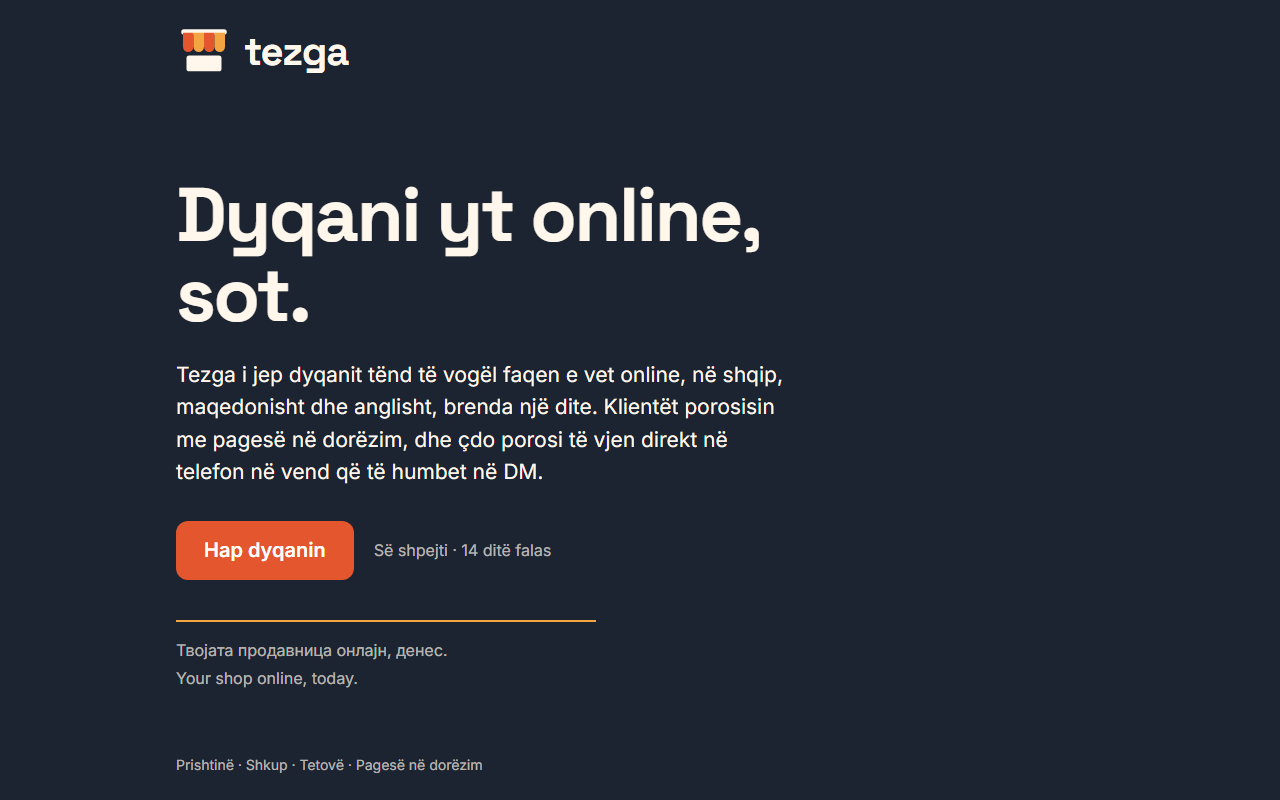 tezga
Dyqani yt online,
sot.
Tezga i jep dyqanit tënd të vogël faqen e vet online, në shqip,
maqedonisht dhe anglisht, brenda një dite. Klientët porosisin
me pagesë në dorëzim, dhe çdo porosi të vjen direkt në
telefon në vend që të humbet në DM.
Hap dyqanin
Së shpejti · 14 ditë falas
Твојата продавница онлајн, денес.
Your shop online, today.
Prishtinë · Shkup · Tetovë · Pagesë në dorëzim